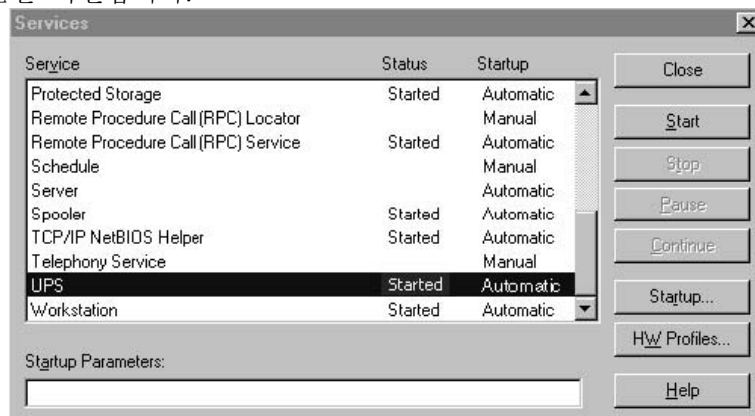 Services
Service Status Startup
Protected Storage Started Automatic
Remote Procedure Call (RPC) Locator Manual
Remote Procedure Call (RPC) Service Started Automatic
Schedule Manual
Server Automatic
Spooler Started Automatic
TCP/IP NetBIOS Helper Started Automatic
Telephony Service Manual
UPS Started Automatic
Workstation Started Automatic
Startup Parameters:
Close
Start
Stop
Pause
Continue
Startup...
HW Profiles...
Help